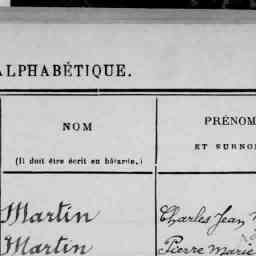 ALPHABÉTIQUE.
NOM
(Il doit être écrit en bâtarde.)
PRÉNOM
ET SURNO
Martin Charles Jean
Martin Pierre Marie